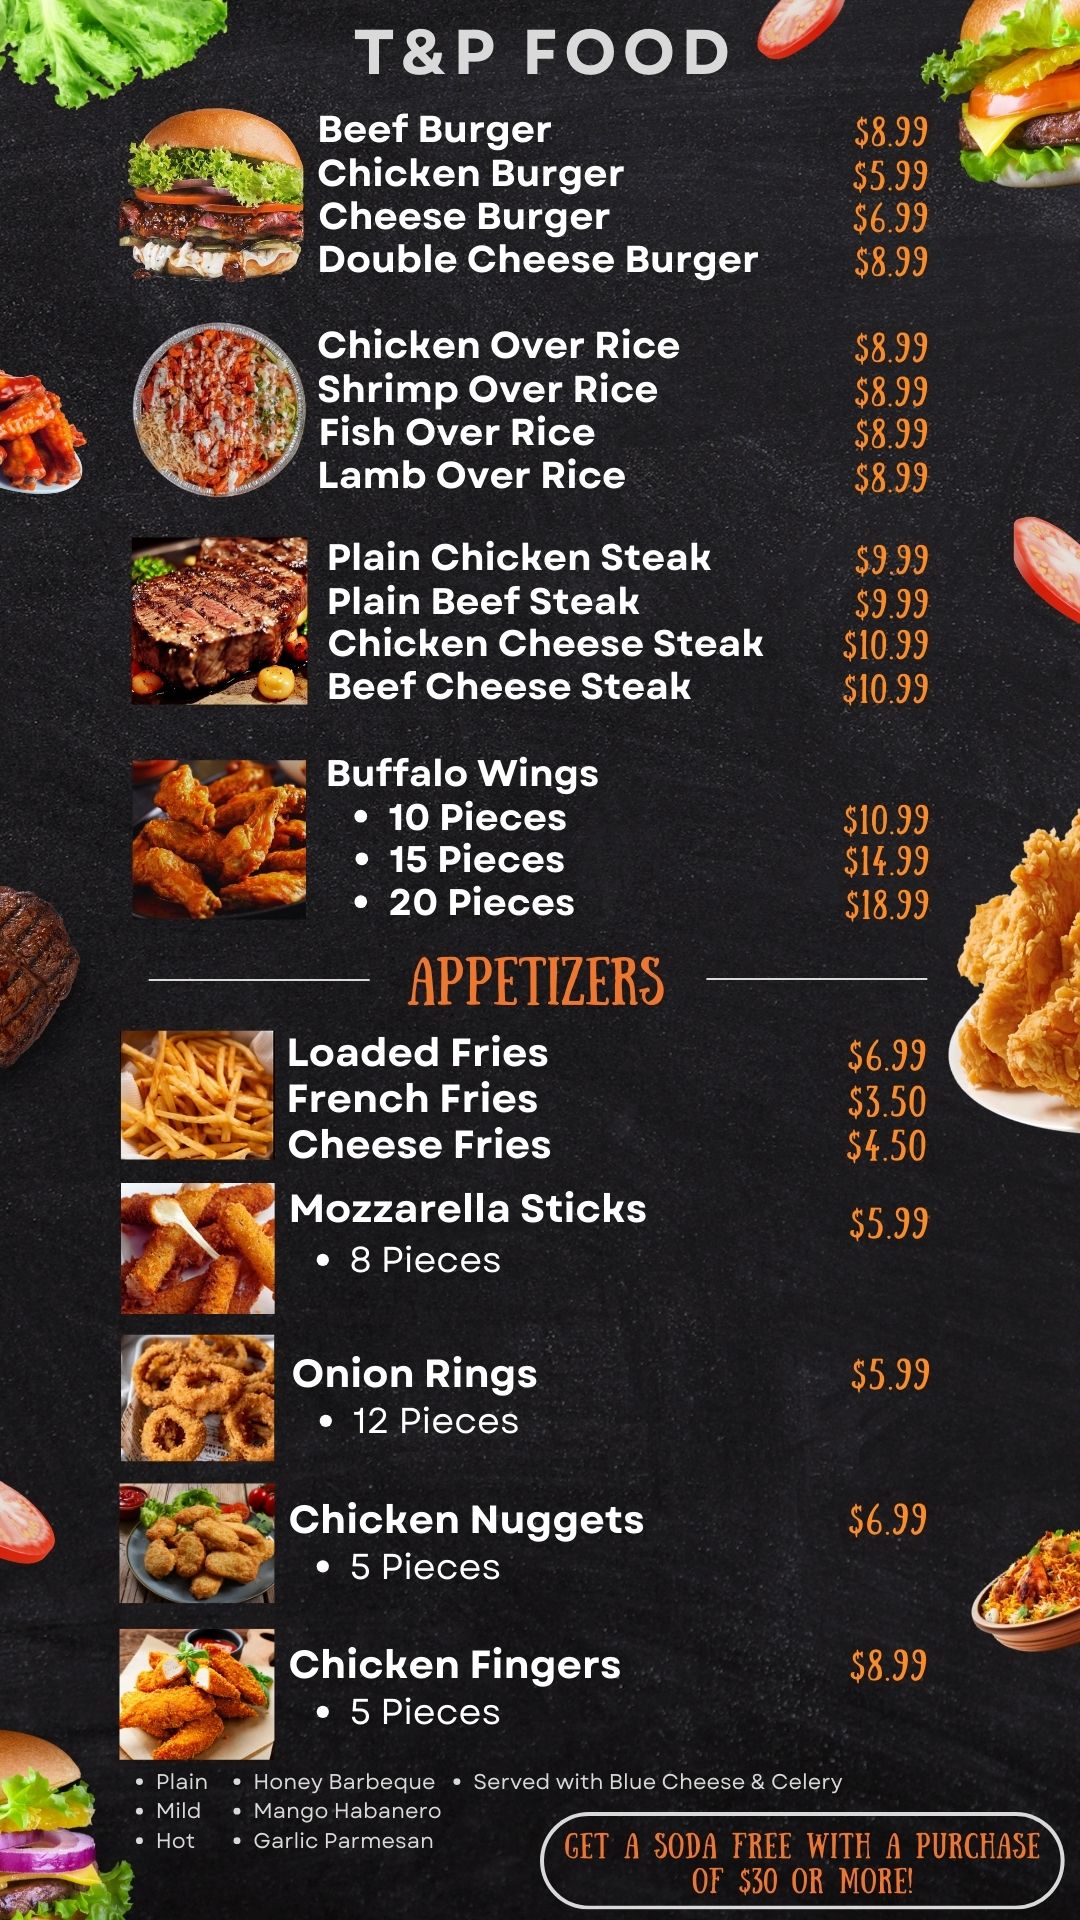 T&P FOOD
Beef Burger $8.99
Chicken Burger $5.99
Cheese Burger $6.99
Double Cheese Burger $8.99
Chicken Over Rice $8.99
Shrimp Over Rice $8.99
Fish Over Rice $8.99
Lamb Over Rice $8.99
Plain Chicken Steak $9.99
Plain Beef Steak $9.99
Chicken Cheese Steak $10.99
Beef Cheese Steak $10.99
Buffalo Wings
• 10 Pieces $10.99
• 15 Pieces $14.99
• 20 Pieces $18.99
APPETIZERS
Loaded Fries $6.99
French Fries $3.50
Cheese Fries $4.50
Mozzarella Sticks $5.99
• 8 Pieces
Onion Rings $5.99
• 12 Pieces
Chicken Nuggets $6.99
• 5 Pieces
Chicken Fingers $8.99
• 5 Pieces
• Plain • Honey Barbeque • Served with Blue Cheese & Celery
• Mild • Mango Habanero
• Hot • Garlic Parmesan
GET A SODA FREE WITH A PURCHASE
OF $30 OR MORE!